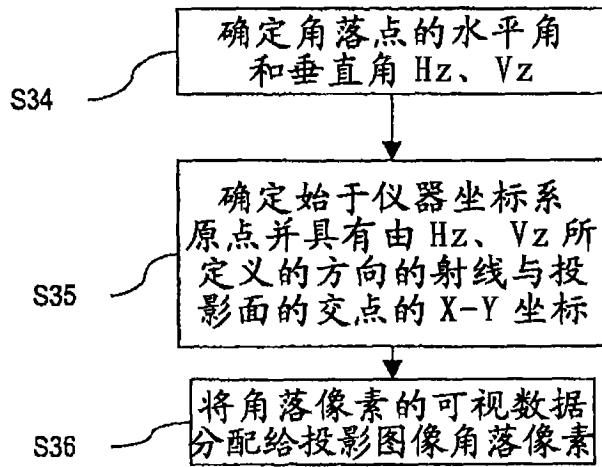 确定角落点的水平角
和垂直角 Hz、Vz
S34
确定始于仪器坐标系
原点并具有由 Hz、Vz 所
定义的方向的射线与投
影面的交点的 X-Y 坐标
S35
将角落像素的可视数据
分配给投影图像角落像素
S36